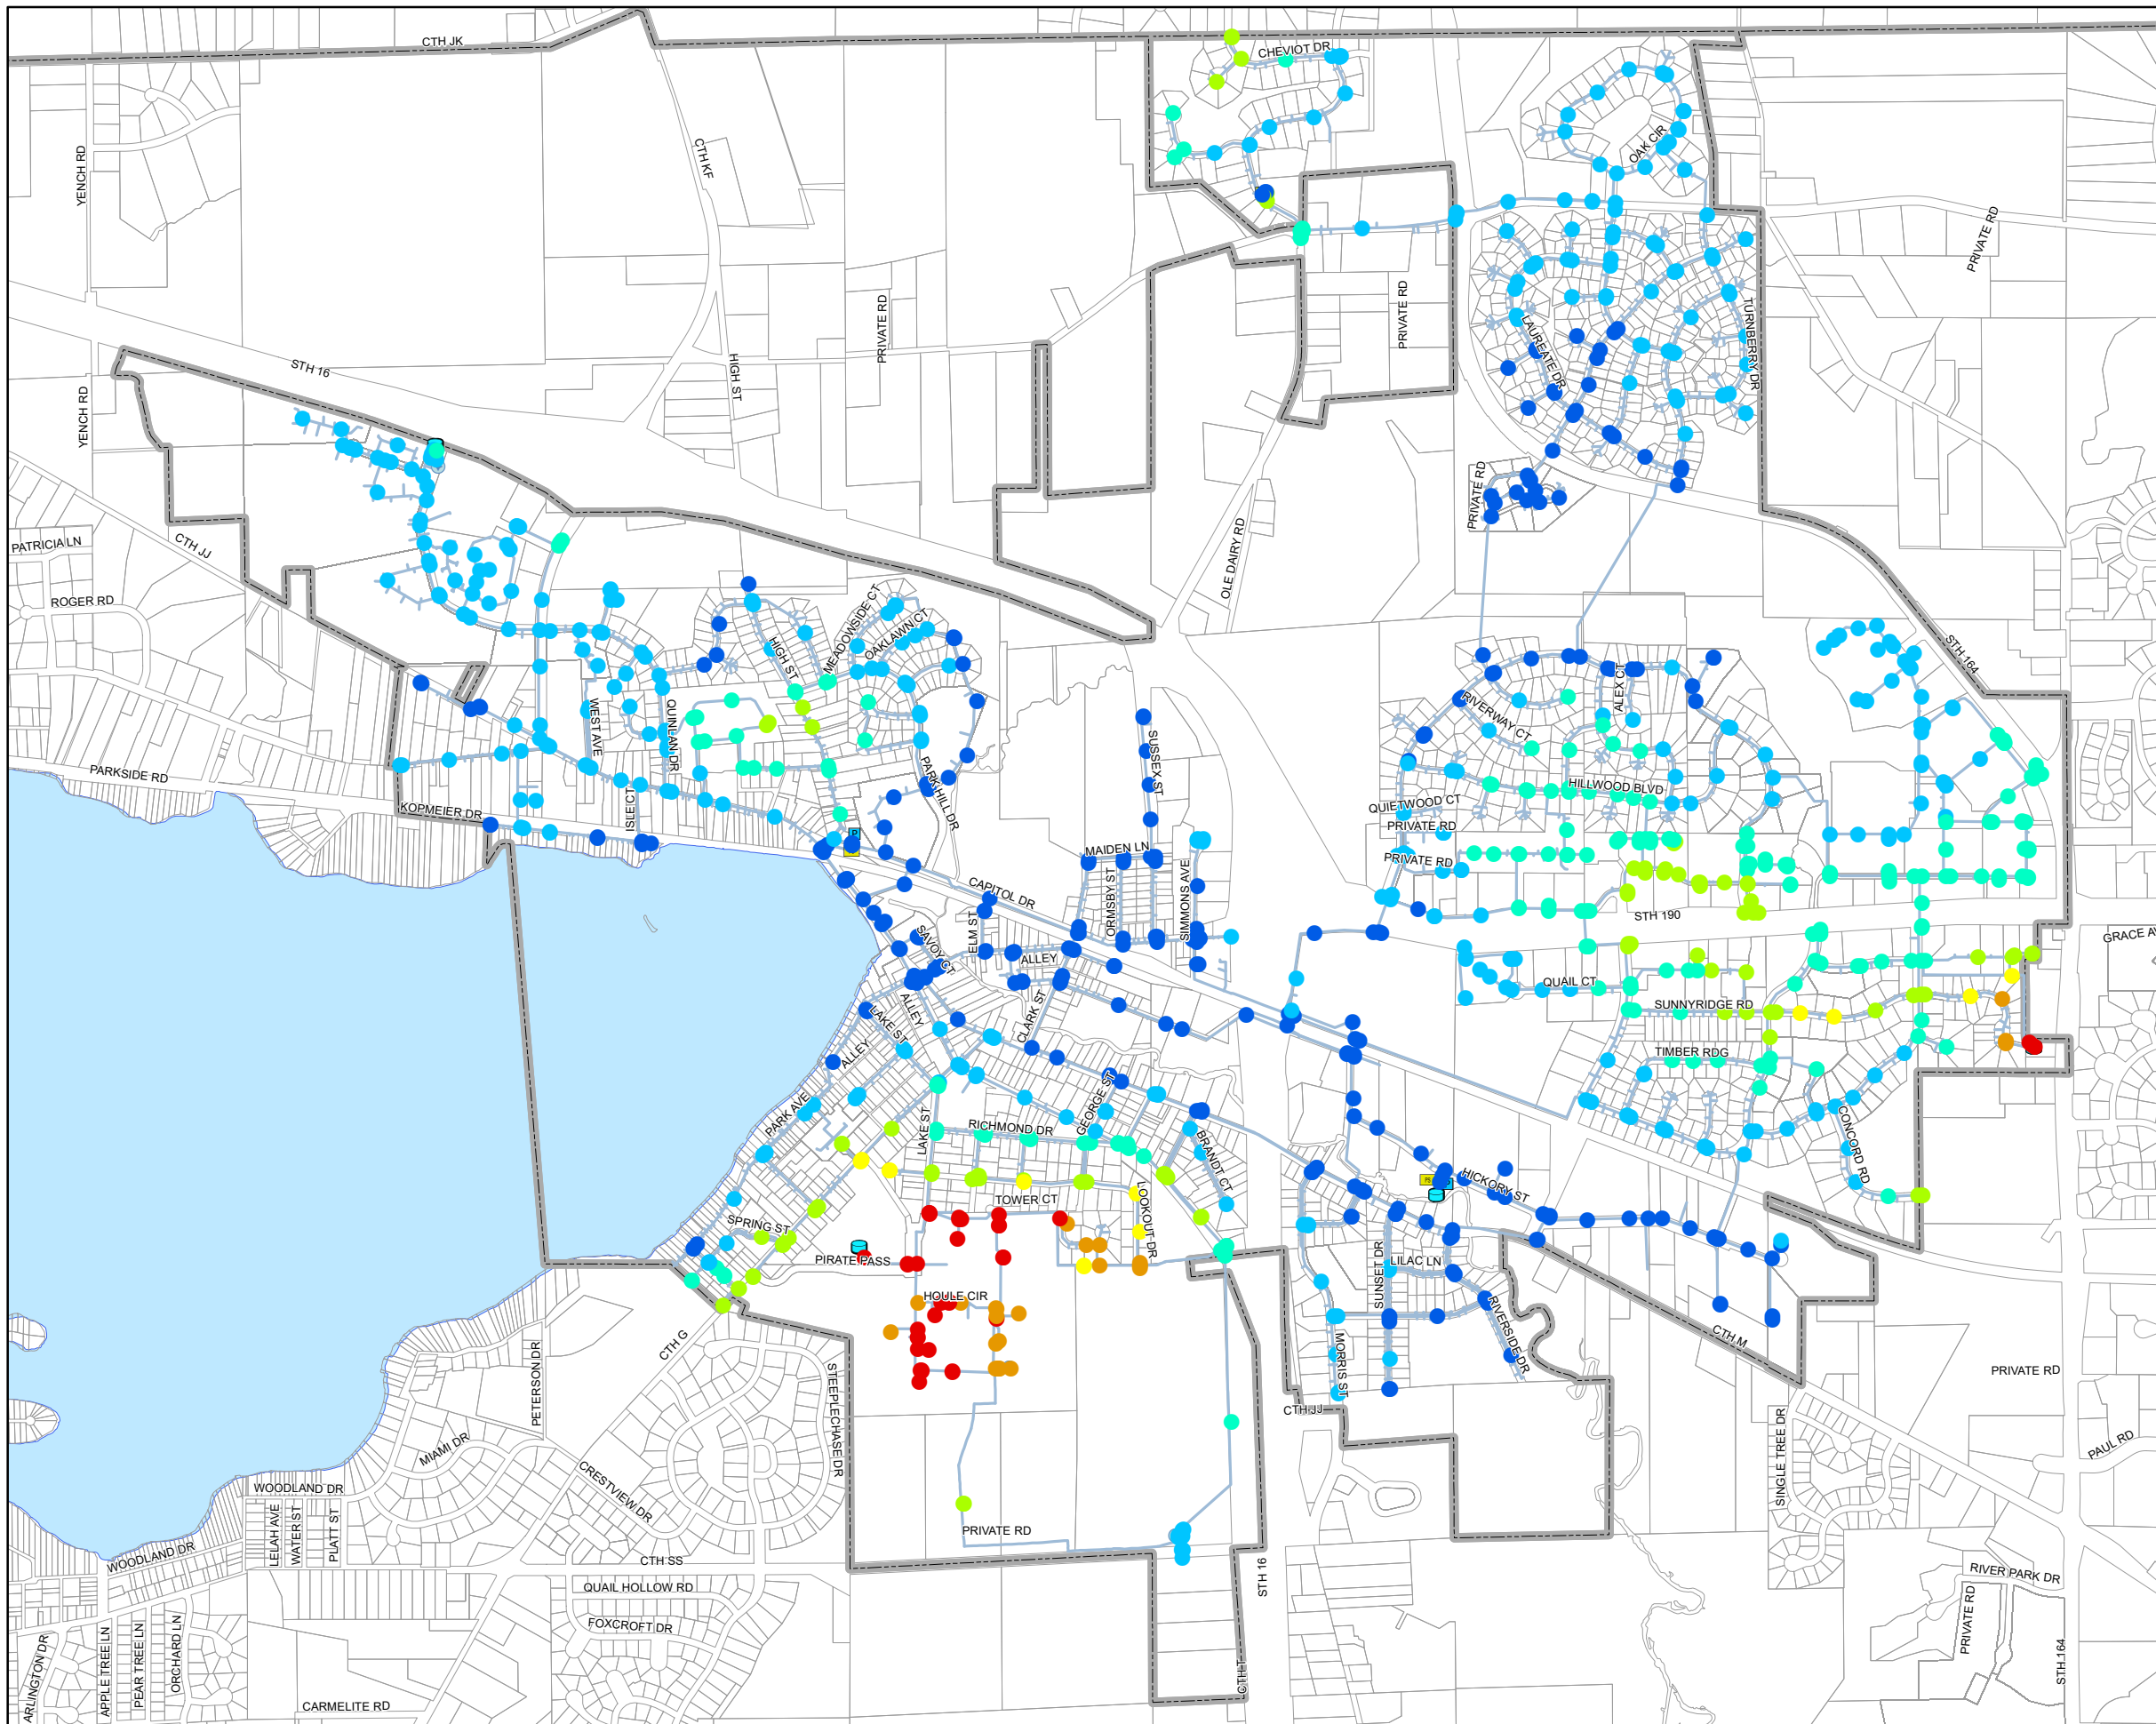 CTH JK
CHEVIOT DR
YENCH RD
CTH KF
OAK CIR
PRIVATE RD
PRIVATE RD
PRIVATE RD
TURNBERRY DR
LAUREATE DR
STH 16
HIGH ST
YENCH RD
PRIVATE RD
PATRICIA LN
CTH JJ
OLE DAIRY RD
ROGER RD
MEADOWSIDE CT
OAKLAWN CT
HIGH ST
STH 164
ALEX CT
RIVERWAY CT
WEST AVE
QUINLAN DR
SUSSEX ST
PARKSIDE RD
PARKHILL DR
HILLWOOD BLVD
QUIETWOOD CT
KOPMEIER DR
ISLE CT
PRIVATE RD
MAIDEN LN
PRIVATE RD
CAPITOL DR
ORMSBY ST
SIMMONS AVE
STH 190
ELM ST
SAVOY CT
ALLEY
QUAIL CT
ALLEY
LAKE ST
CLARK ST
SUNNYRIDGE RD
ALLEY
TIMBER RDG
PARK AVE
GEORGE ST
LAKE ST
RICHMOND DR
CONCORD RD
BRANDT CT
HICKORY ST
TOWER CT
LOOKOUT DR
SPRING ST
PIRATE PASS
LILAC LN
SUNSET DR
HOULE CIR
RIVERSIDE DR
CTH M
CTH G
MORRIS ST
PRIVATE RD
PETERSON DR
STEEPLECHASE DR
CTH JJ
MIAMI DR
SINGLE TREE DR
PAUL RD
CRESTVIEW DR
WOODLAND DR
LELAH AVE
WATER ST
PLATT ST
PRIVATE RD
WOODLAND DR
CTH SS
STH 16
RIVER PARK DR
QUAIL HOLLOW RD
PRIVATE RD
FOXCROFT DR
ARLINGTON DR
APPLE TREE LN
PEAR TREE LN
ORCHARD LN
CTH T
STH 164
CARMELITE RD